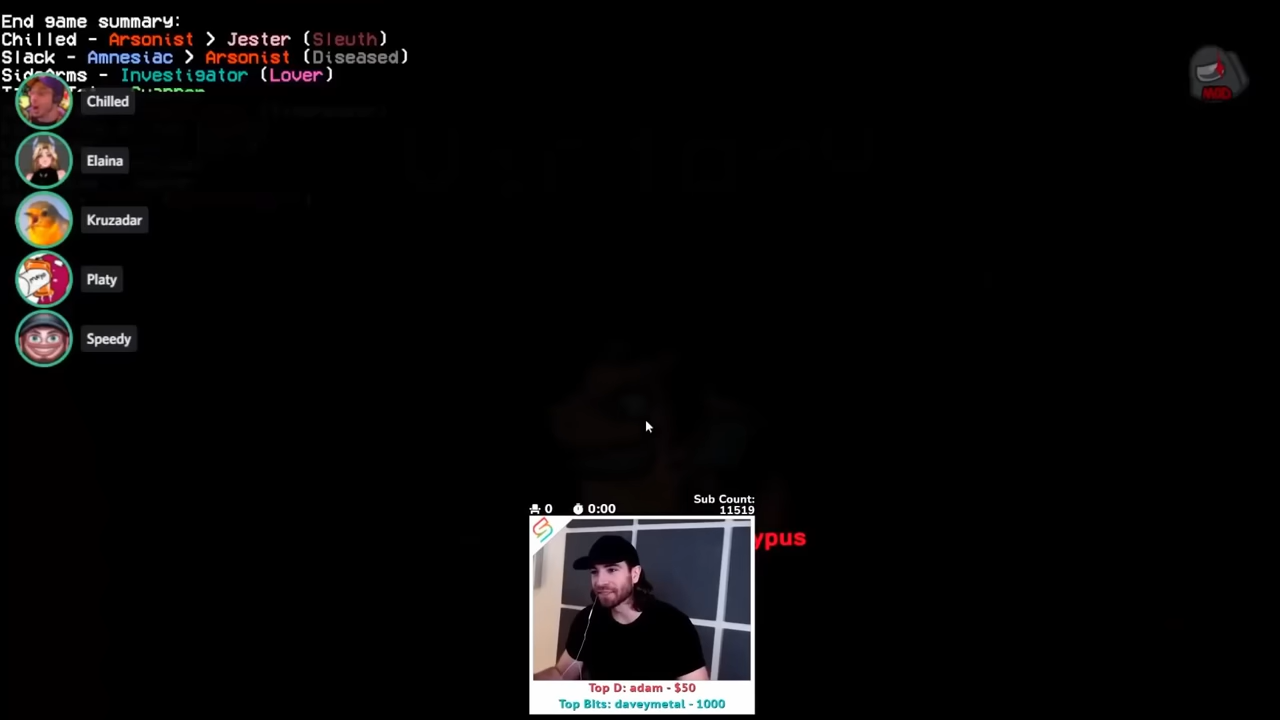 End game summary:
Chilled - Arsonist > Jester (Sleuth)
Slack - Amnesiac > Arsonist (Diseased)
SideArms - Investigator (Lover)
Chilled
Elaina
Kruzadar
Platy
Speedy
MOD
Sub Count:
0 0:00 11519
ypus
Top D: adam - $50
Top Bits: daveymetal - 1000